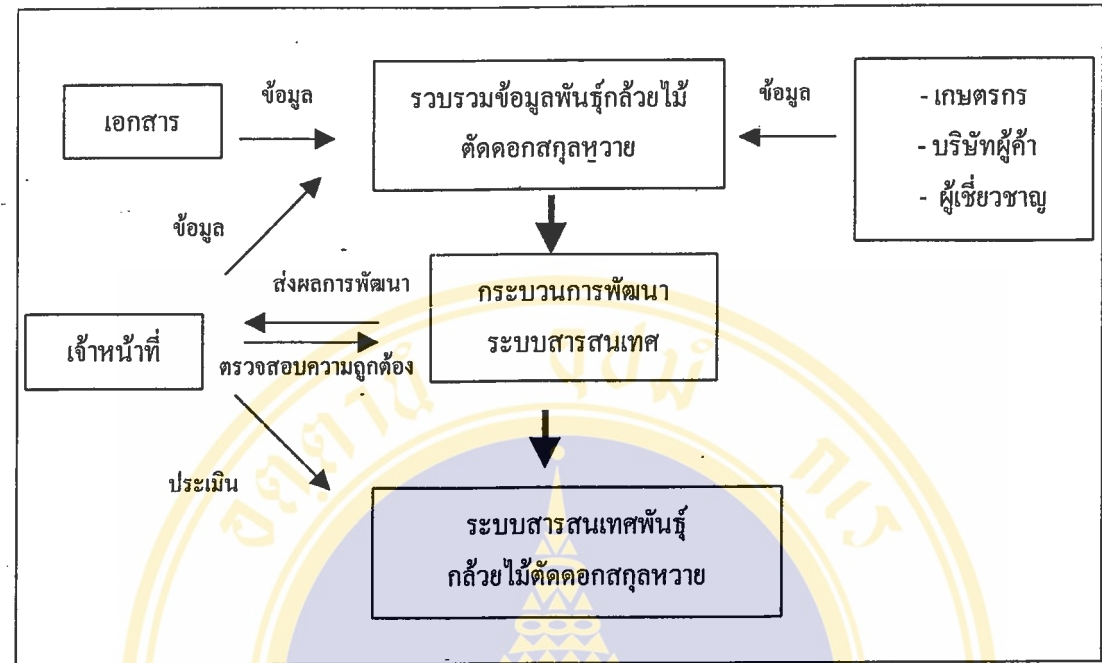 เอกสาร
ข้อมูล
รวบรวมข้อมูลพันธุ์กล้วยไม้
ตัดดอกสกุลหวาย
ข้อมูล
- เกษตรกร
- บริษัทผู้ค้า
- ผู้เชี่ยวชาญ
ข้อมูล
ส่งผลการพัฒนา
กระบวนการพัฒนา
ระบบสารสนเทศ
เจ้าหน้าที่
ตรวจสอบความถูกต้อง
ประเมิน
ระบบสารสนเทศพันธุ์
กล้วยไม้ตัดดอกสกุลหวาย